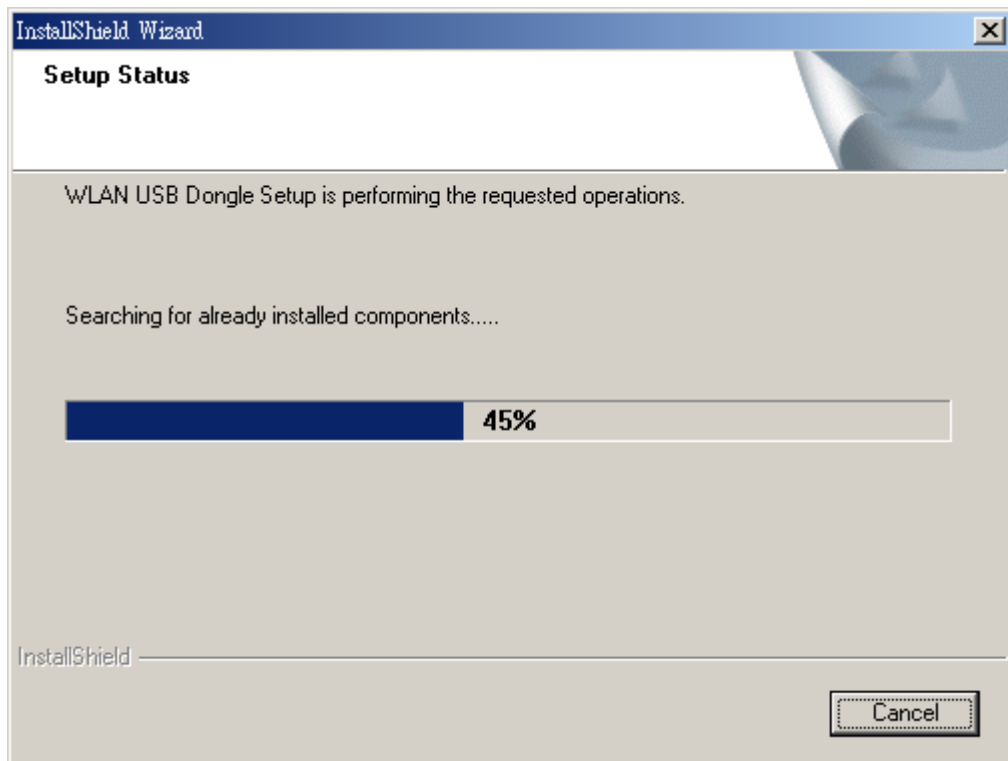 InstallShield Wizard
Setup Status
WLAN USB Dongle Setup is performing the requested operations.
Searching for already installed components.....
45%
InstallShield
Cancel